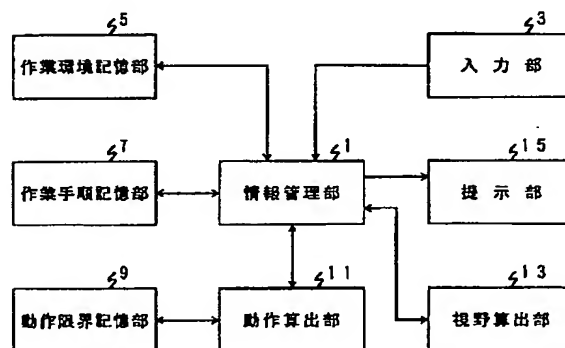 5
作業環境記憶部
3
入力部
7
作業手順記憶部
1
情報管理部
15
提示部
9
動作限界記憶部
11
動作算出部
13
視野算出部